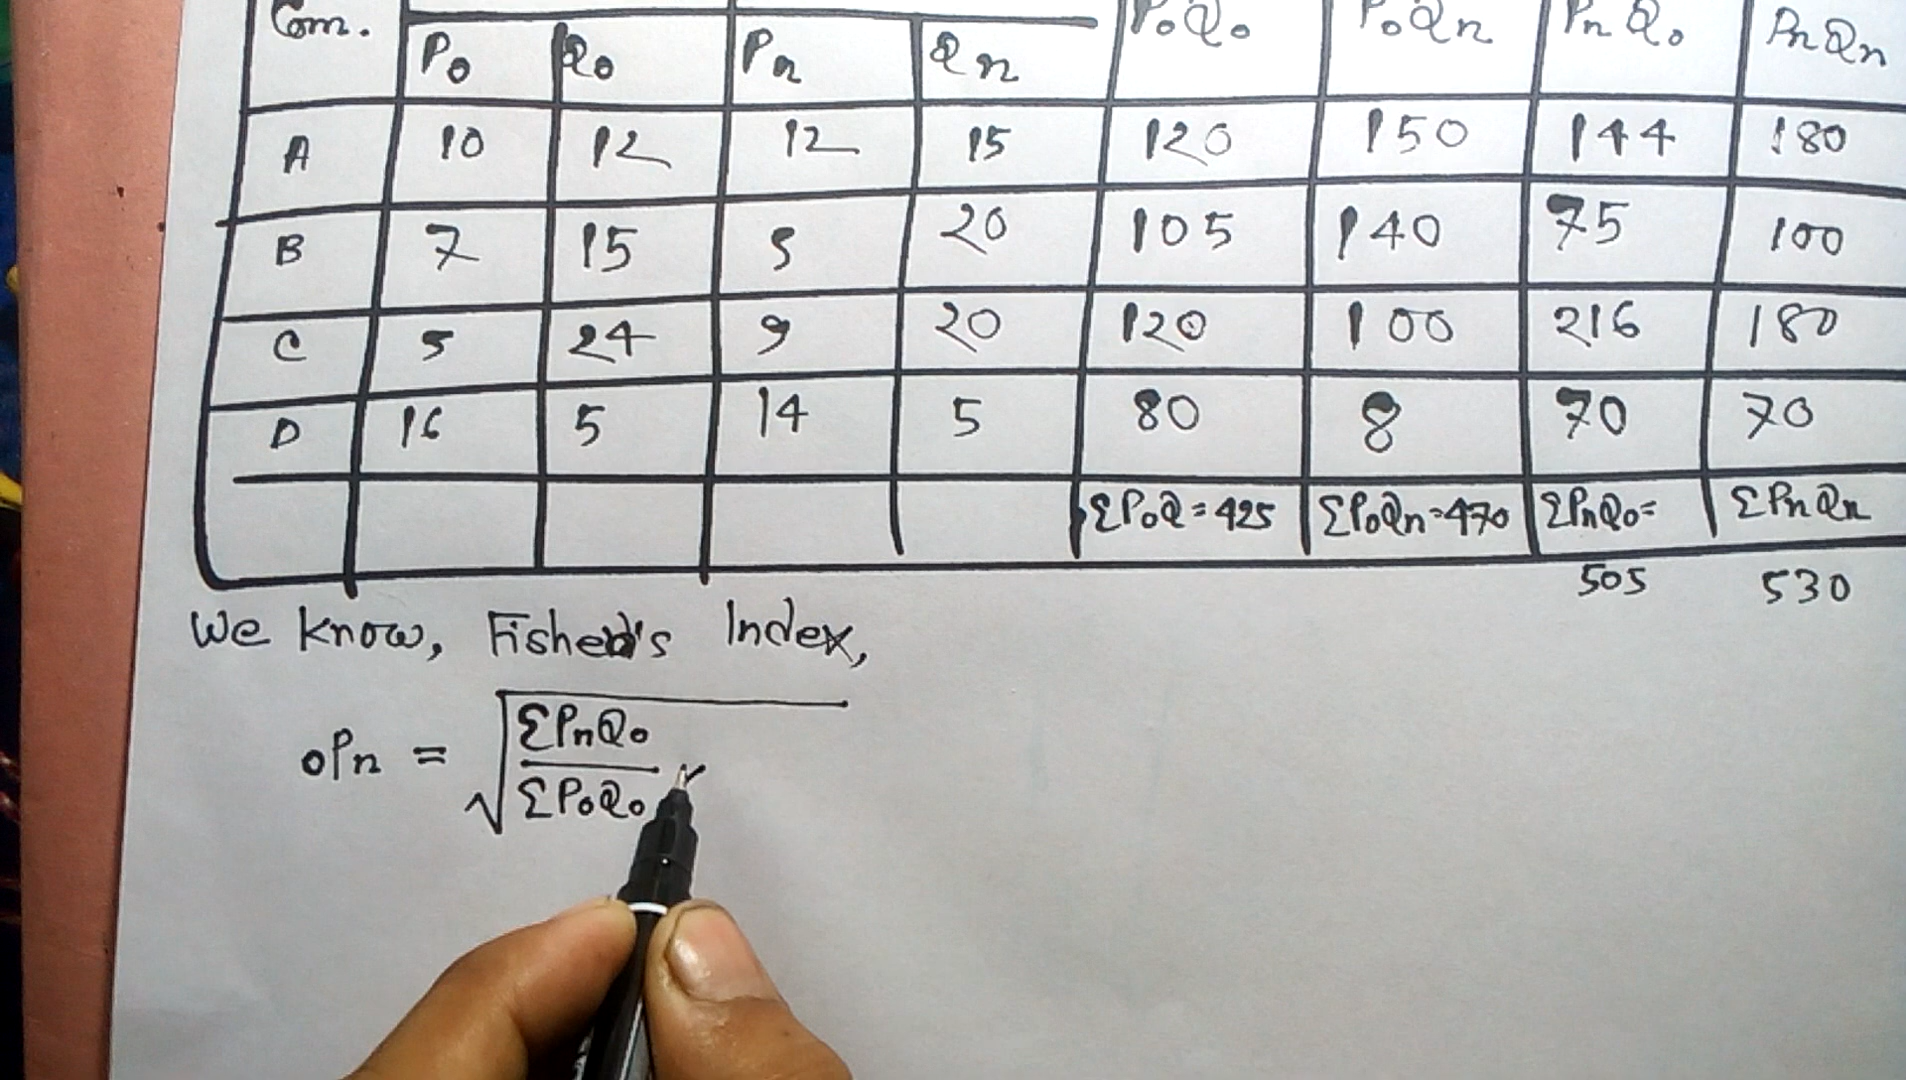 Com. P₀Q₀ P₀Qn PnQ₀ PnQn
P₀ Q₀ Pn Qn
A 10 12 12 15 120 150 144 180
B 7 15 5 20 105 140 75 100
C 5 24 9 20 120 100 216 180
D 16 5 14 5 80 8 70 70
ΣP₀Q = 425 ΣP₀Qn = 470 ΣPnQ₀ = ΣPnQn
505 530
We know, Fisher's Index,
₀Pn = √ ΣPnQ₀
ΣP₀Q₀